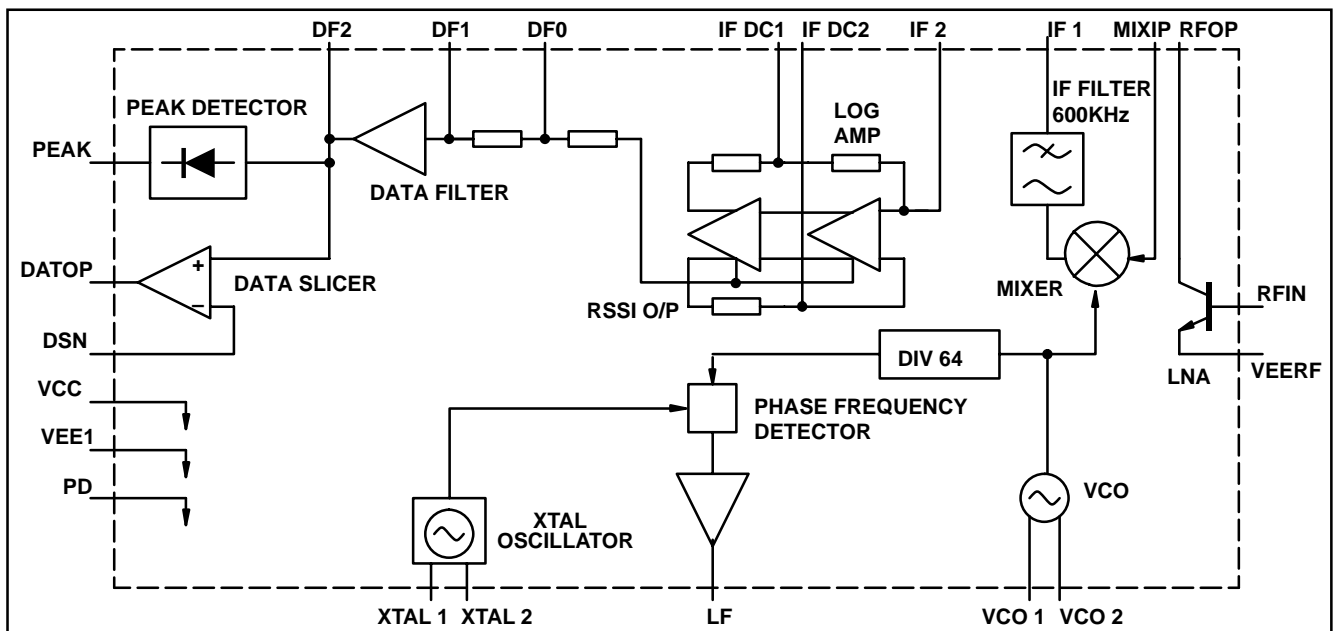 DF2 DF1 DF0 IF DC1 IF DC2 IF 2 IF 1 MIXIP RFOP
PEAK DETECTOR
IF FILTER
600KHz
LOG
AMP
PEAK
DATA FILTER
DATOP
+
−
DATA SLICER
MIXER
RSSI O/P
RFIN
DSN
DIV 64
LNA
VEERF
VCC
PHASE FREQUENCY
DETECTOR
VEE1
PD
VCO
XTAL
OSCILLATOR
XTAL 1 XTAL 2 LF VCO 1 VCO 2